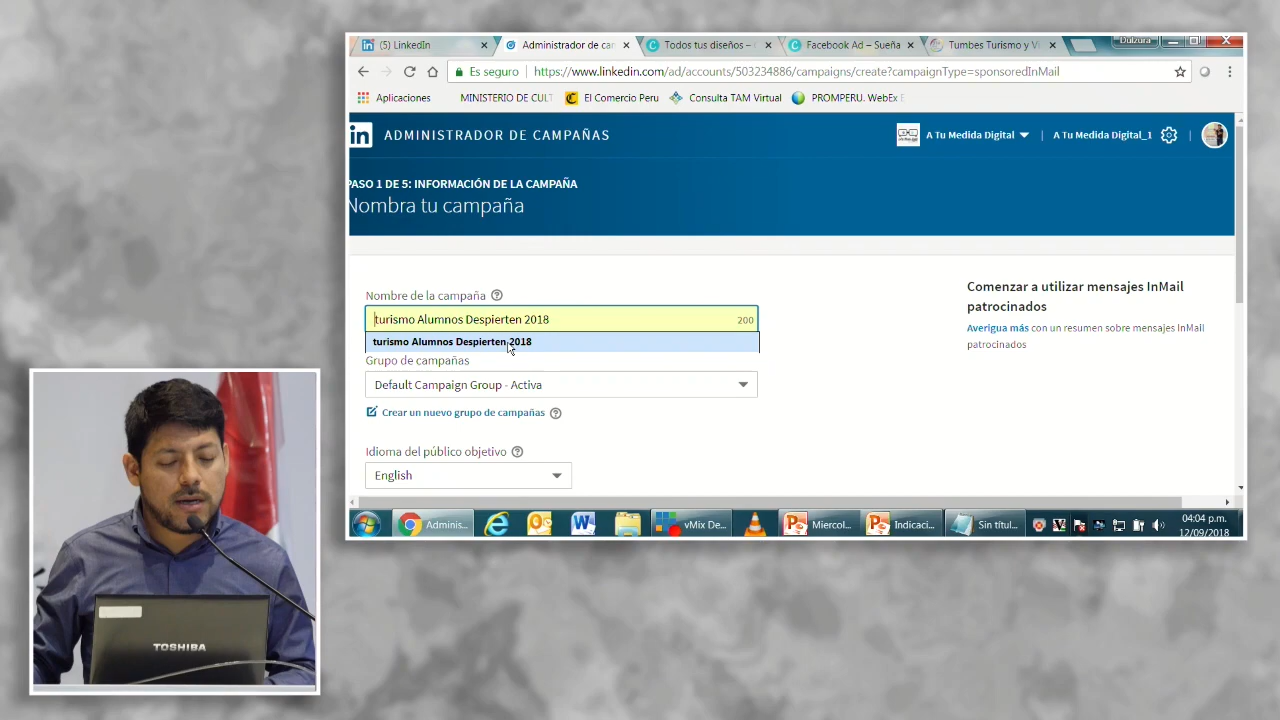 (5) LinkedIn
Administrador de car
Todos tus diseños –
Facebook Ad – Sueña
Tumbes Turismo y V
Dulzura
Es seguro
https://www.linkedin.com/ad/accounts/503234886/campaigns/create?campaignType=sponsoredInMail
Aplicaciones
MINISTERIO DE CULT
El Comercio Peru
Consulta TAM Virtual
PROMPERU. WebEx E
in ADMINISTRADOR DE CAMPAÑAS
A Tu Medida Digital
A Tu Medida Digital_1
PASO 1 DE 5: INFORMACIÓN DE LA CAMPAÑA
Nombra tu campaña
Nombre de la campaña
turismo Alumnos Despierten 2018
200
turismo Alumnos Despierten 2018
Grupo de campañas
Default Campaign Group - Activa
Crear un nuevo grupo de campañas
Idioma del público objetivo
English
Comenzar a utilizar mensajes InMail
patrocinados
Averigua más con un resumen sobre mensajes InMail
patrocinados
Adminis...
vMix De...
Miercol...
Indicaci...
Sin títul...
04:04 p.m.
12/09/2018
TOSHIBA